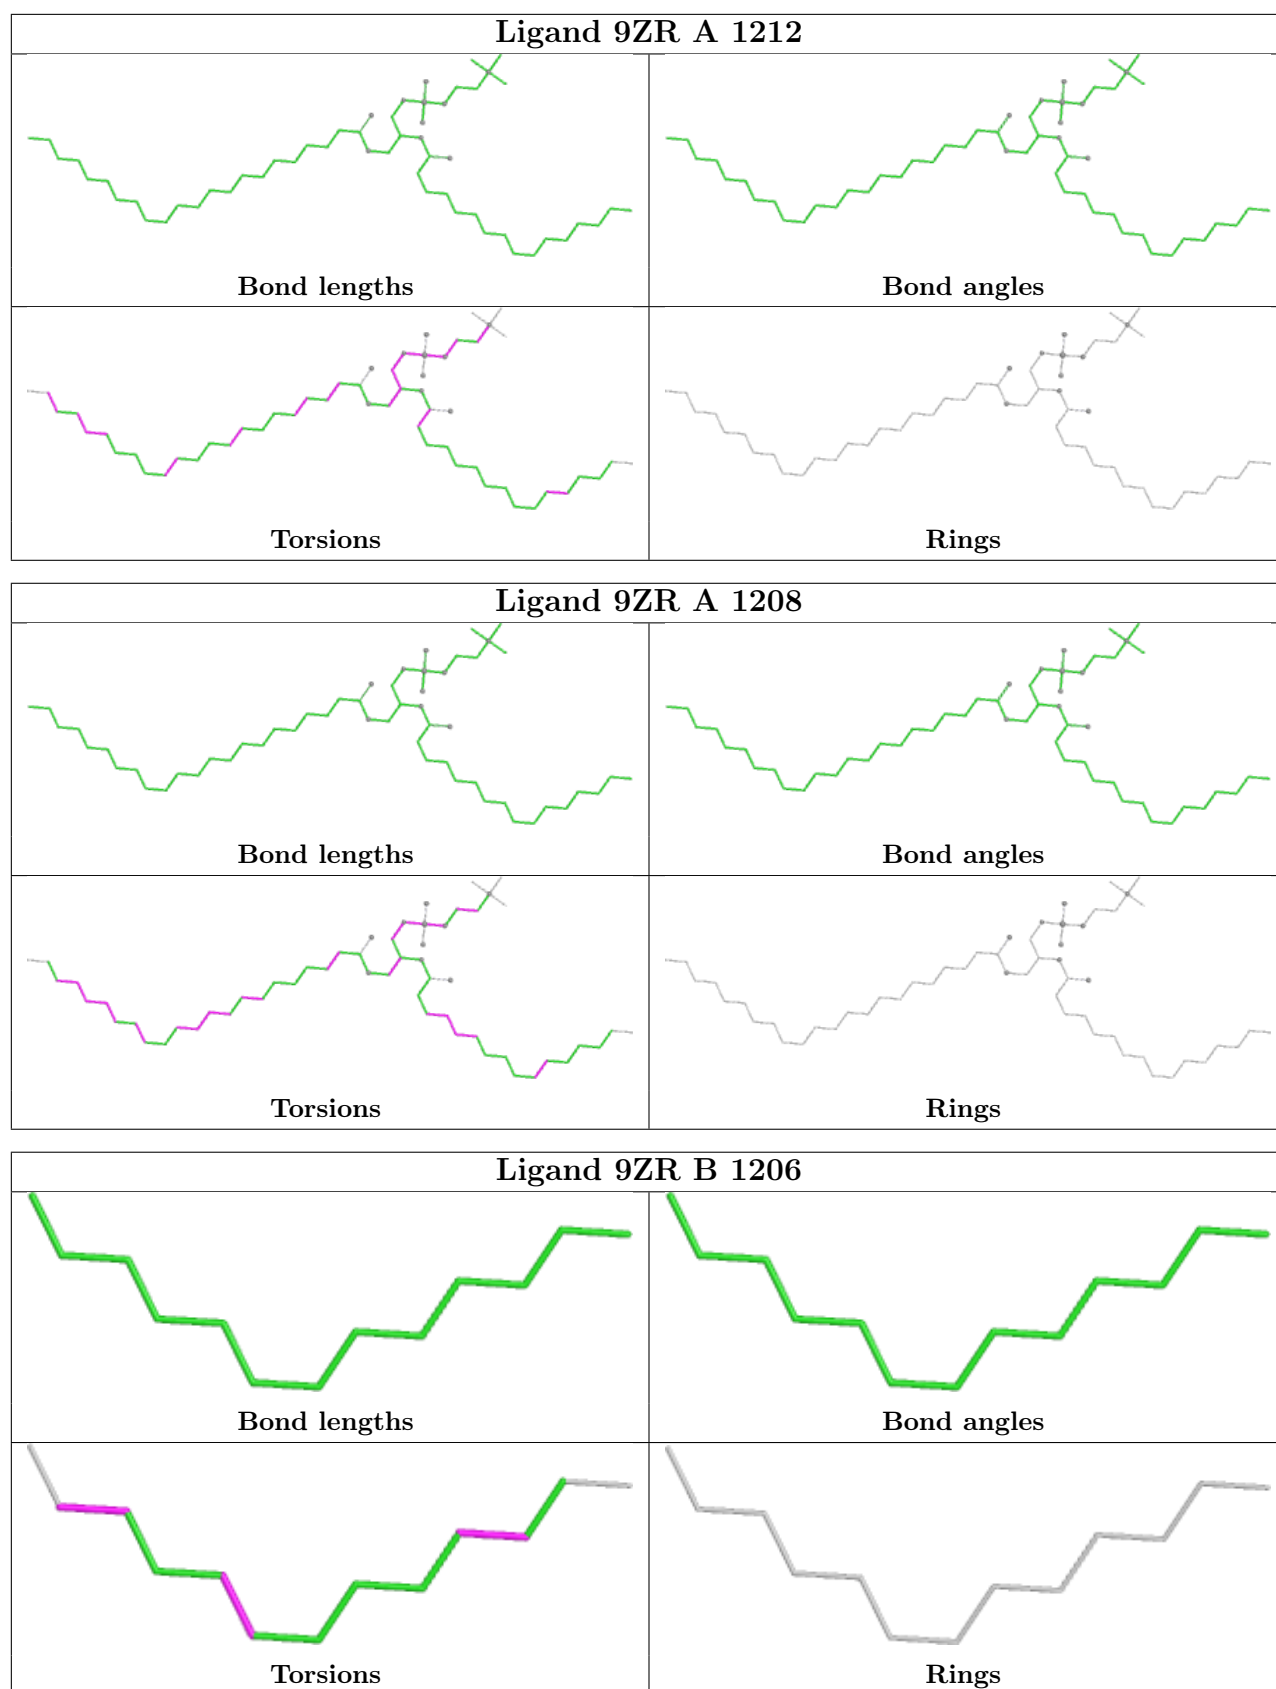 Ligand 9ZR A 1212
Bond lengths
Bond angles
Torsions
Rings
Ligand 9ZR A 1208
Bond lengths
Bond angles
Torsions
Rings
Ligand 9ZR B 1206
Bond lengths
Bond angles
Torsions
Rings